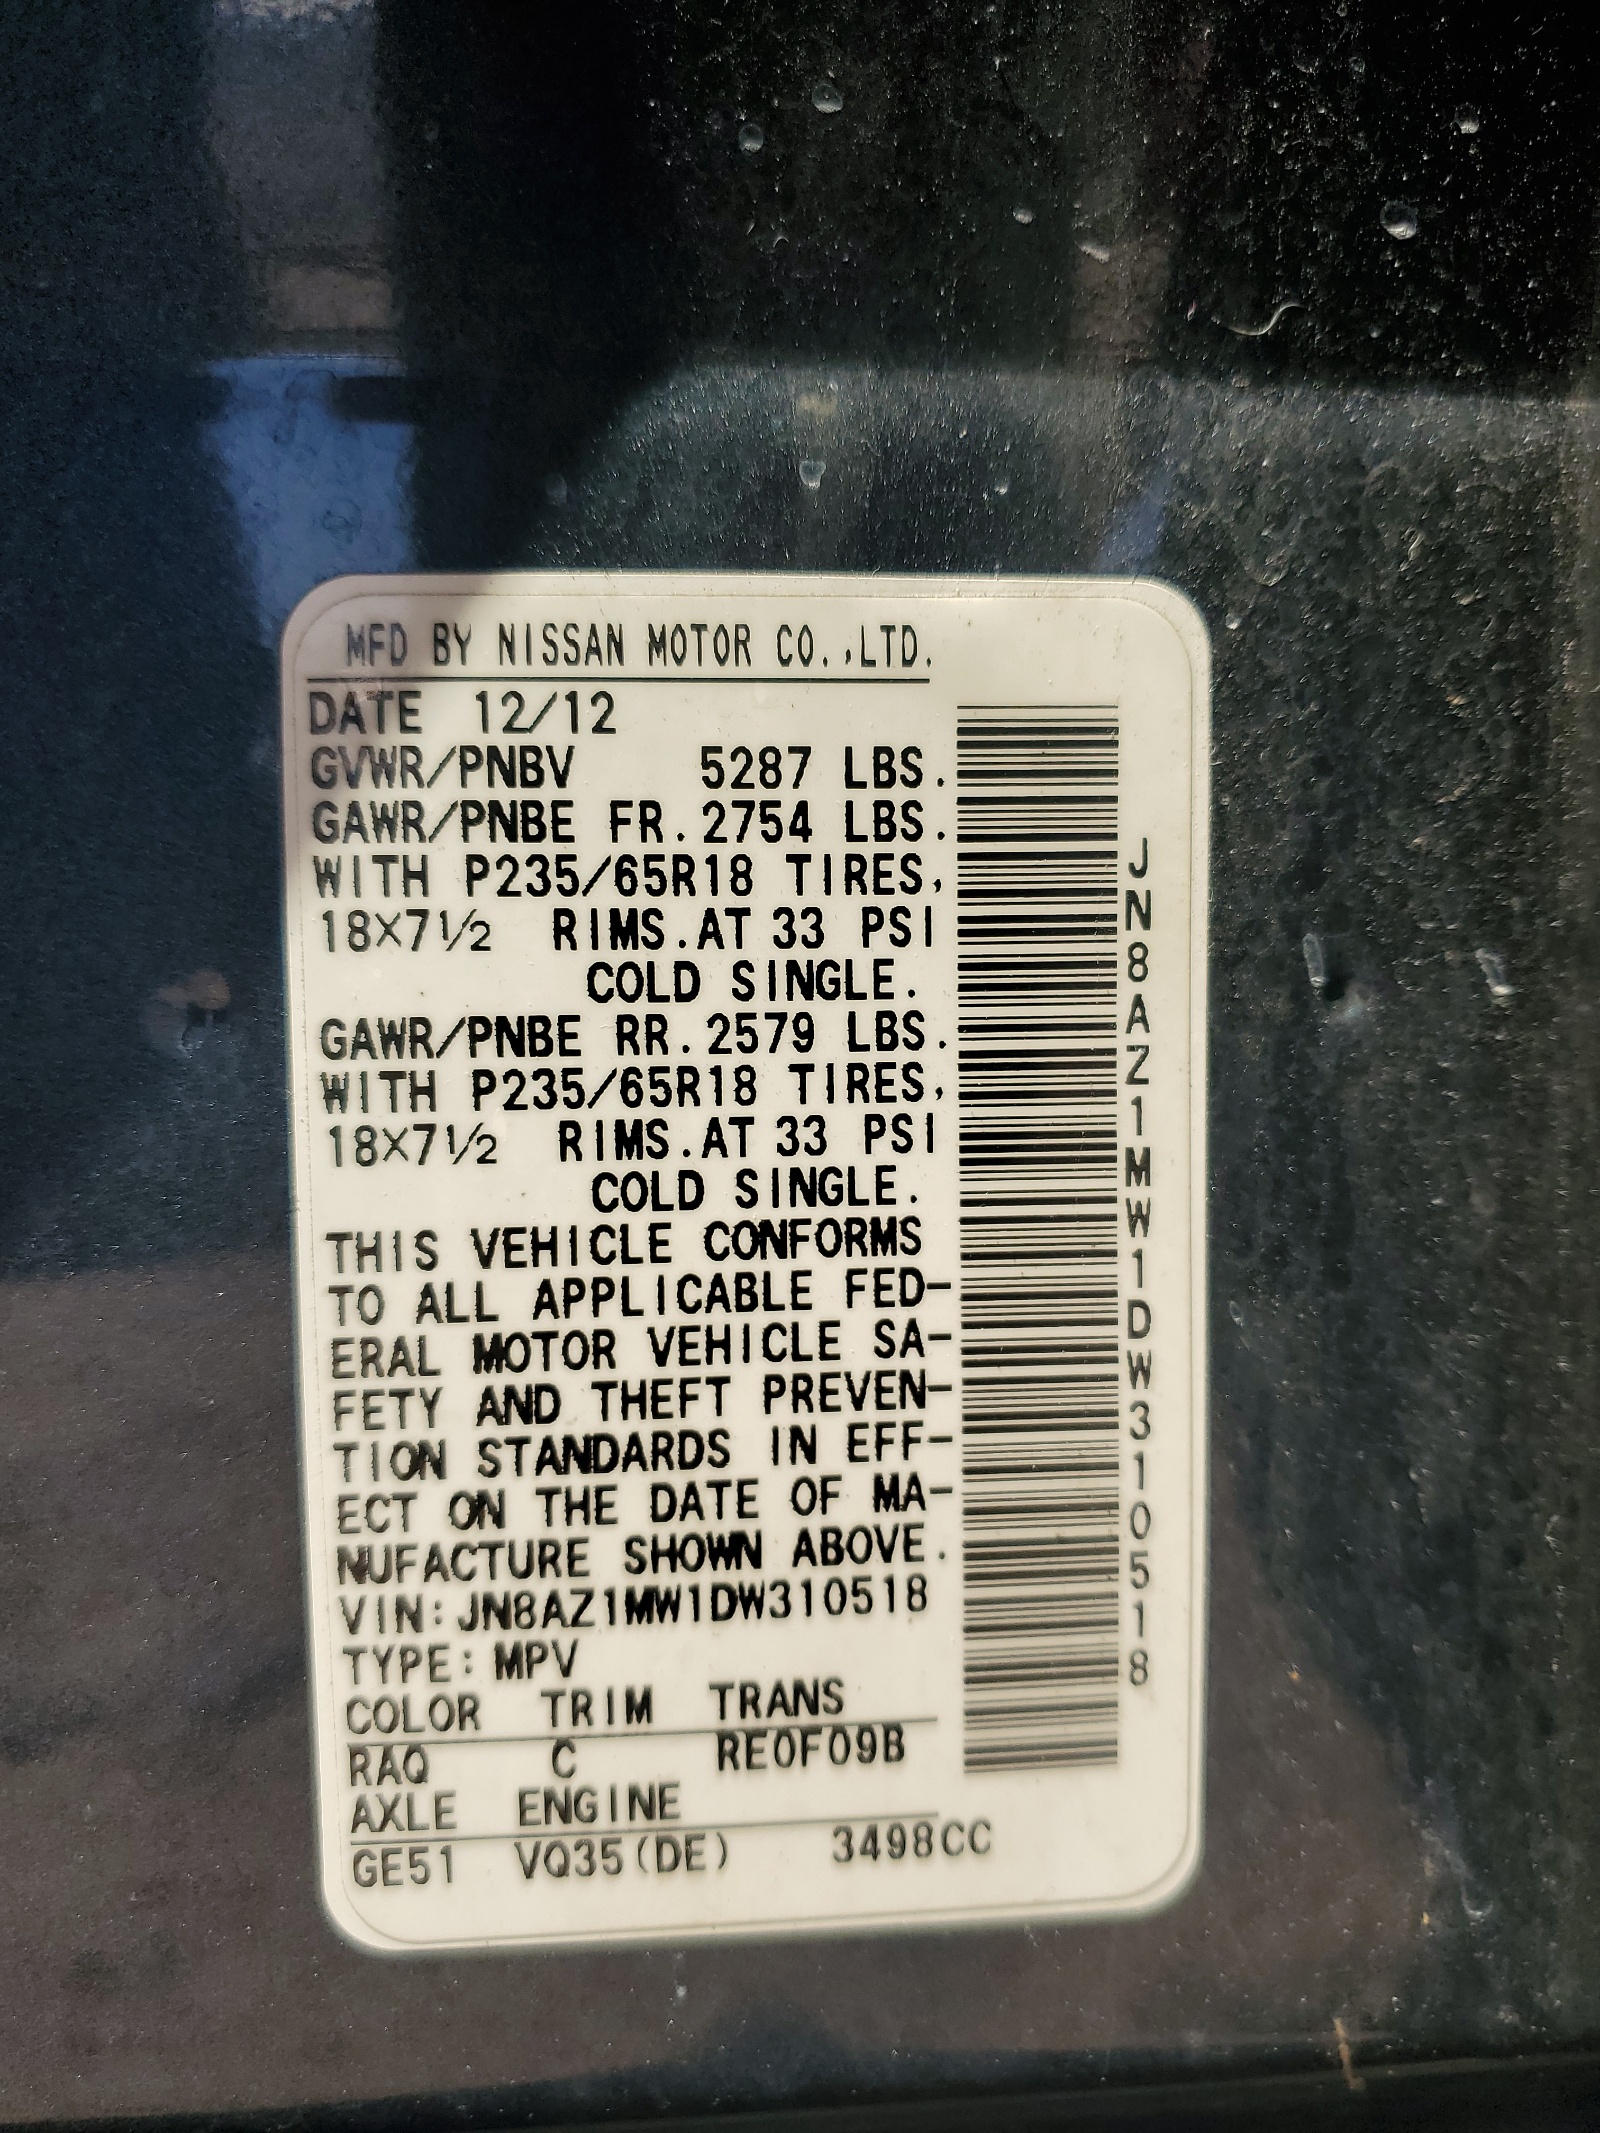 MFD BY NISSAN MOTOR CO.,LTD.
DATE 12/12
GVWR/PNBV 5287 LBS.
GAWR/PNBE FR.2754 LBS.
WITH P235/65R18 TIRES,
18X7½ RIMS.AT 33 PSI
COLD SINGLE.
GAWR/PNBE RR.2579 LBS.
WITH P235/65R18 TIRES,
18X7½ RIMS.AT 33 PSI
COLD SINGLE.
THIS VEHICLE CONFORMS
TO ALL APPLICABLE FED-
ERAL MOTOR VEHICLE SA-
FETY AND THEFT PREVEN-
TION STANDARDS IN EFF-
ECT ON THE DATE OF MA-
NUFACTURE SHOWN ABOVE.
VIN:JN8AZ1MW1DW310518
TYPE:MPV
COLOR TRIM TRANS
RAQ C RE0F09B
AXLE ENGINE
GE51 VQ35(DE) 3498CC
JN8AZ1MW1DW310518